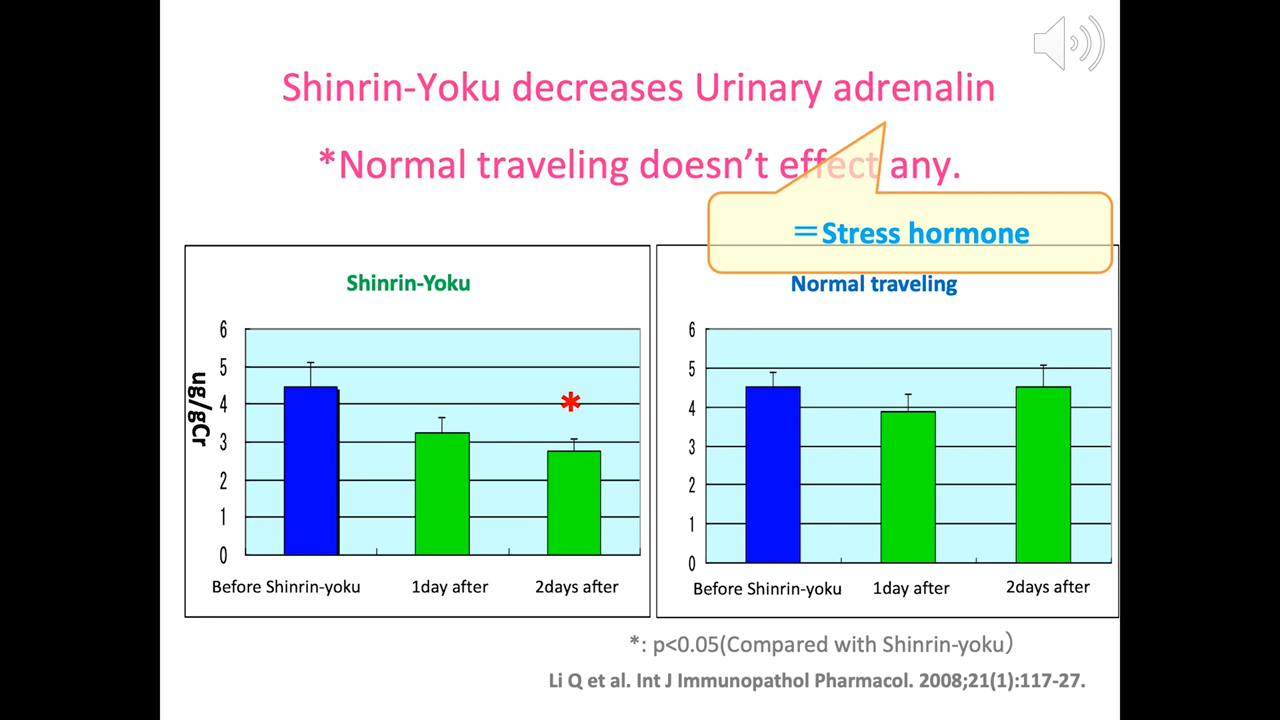 Shinrin-Yoku decreases Urinary adrenalin
*Normal traveling doesn't effect any.
＝Stress hormone
Shinrin-Yoku
6
5
4
3
2
1
0
ug/gCr
*
Before Shinrin-yoku 1day after 2days after
Normal traveling
6
5
4
3
2
1
0
Before Shinrin-yoku 1day after 2days after
*: p<0.05(Compared with Shinrin-yoku）
Li Q et al. Int J Immunopathol Pharmacol. 2008;21(1):117-27.